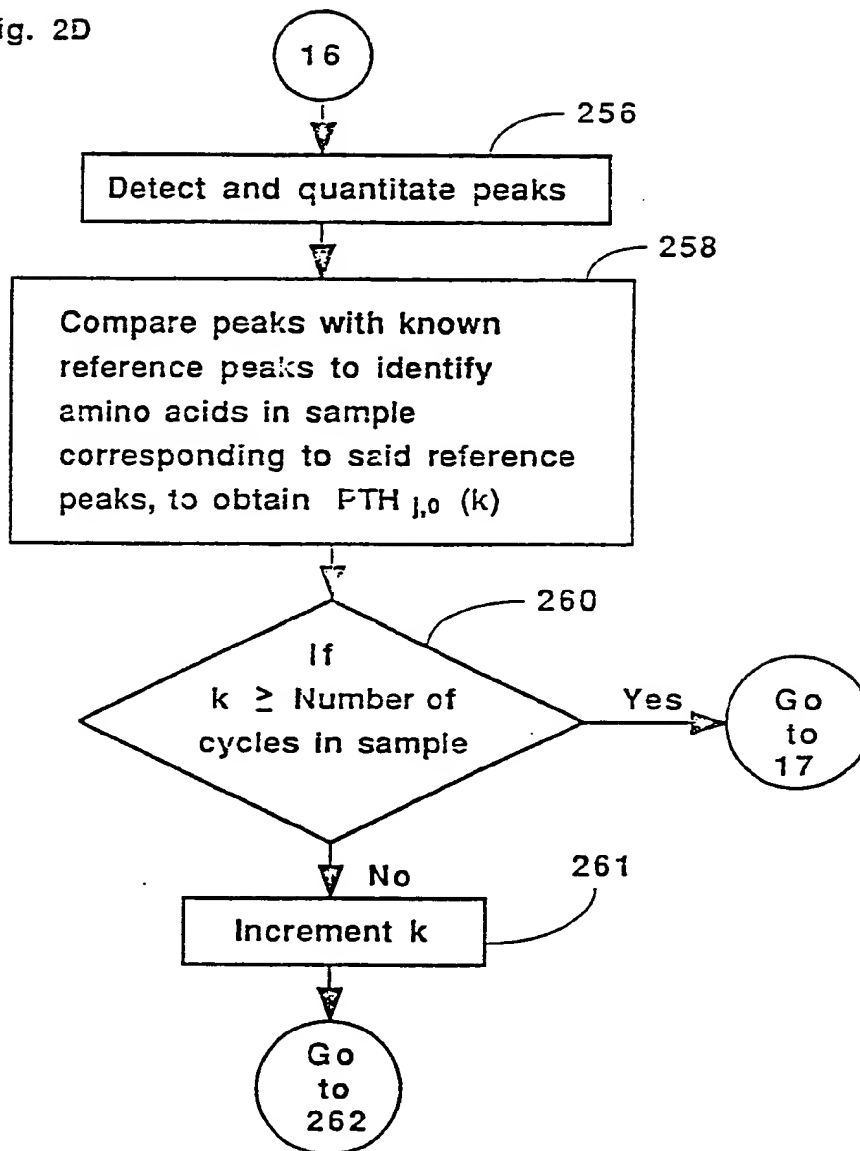 ig. 2D
16
256
Detect and quantitate peaks
258
Compare peaks with known
reference peaks to identify
amino acids in sample
corresponding to said reference
peaks, to obtain PTH j,0 (k)
260
If
k ≥ Number of
cycles in sample
Yes
Go
to
17
No
261
Increment k
Go
to
262